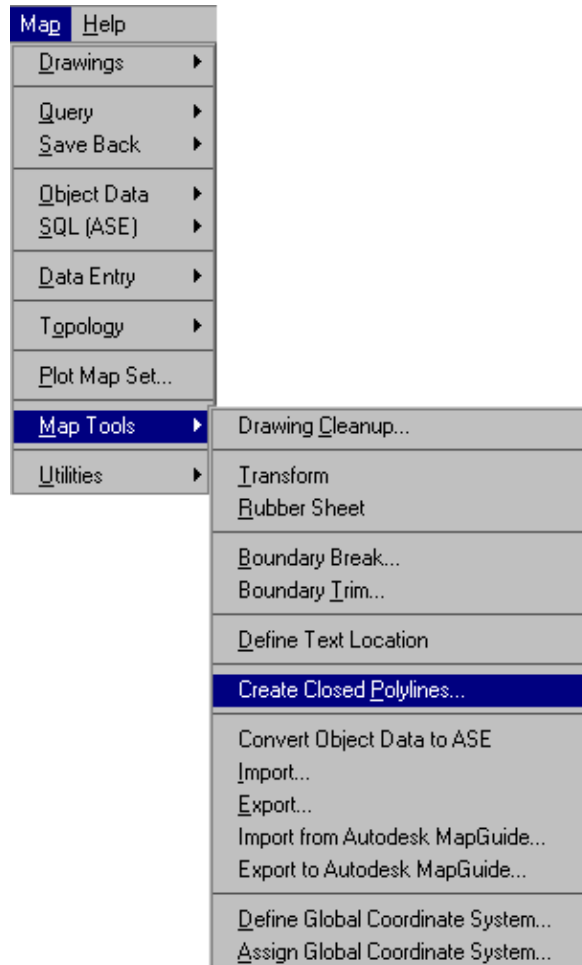 Map Help
Drawings
Query
Save Back
Object Data
SQL (ASE)
Data Entry
Topology
Plot Map Set...
Map Tools
Utilities
Drawing Cleanup...
Transform
Rubber Sheet
Boundary Break...
Boundary Trim...
Define Text Location
Create Closed Polylines...
Convert Object Data to ASE
Import...
Export...
Import from Autodesk MapGuide...
Export to Autodesk MapGuide...
Define Global Coordinate System...
Assign Global Coordinate System...